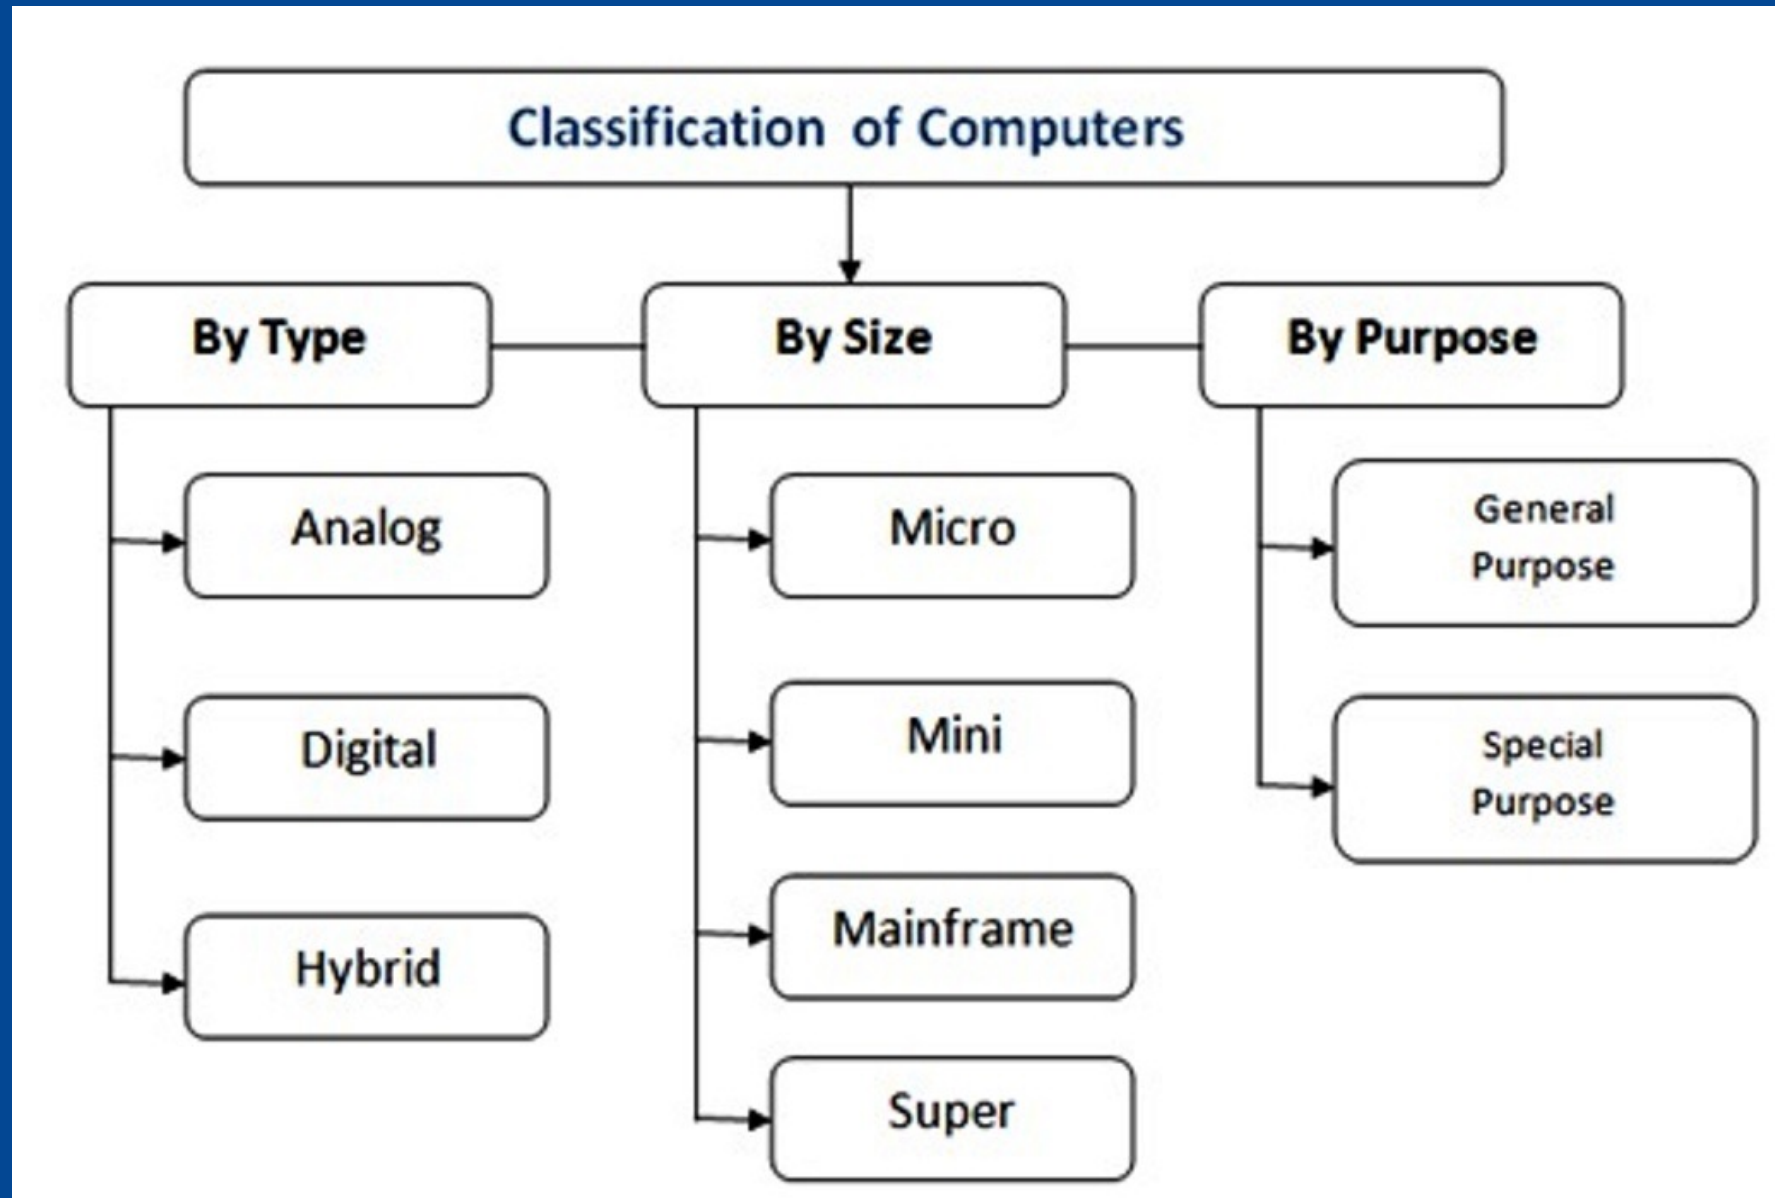 Classification of Computers
By Type
Analog
Digital
Hybrid
By Size
Micro
Mini
Mainframe
Super
By Purpose
General
Purpose
Special
Purpose